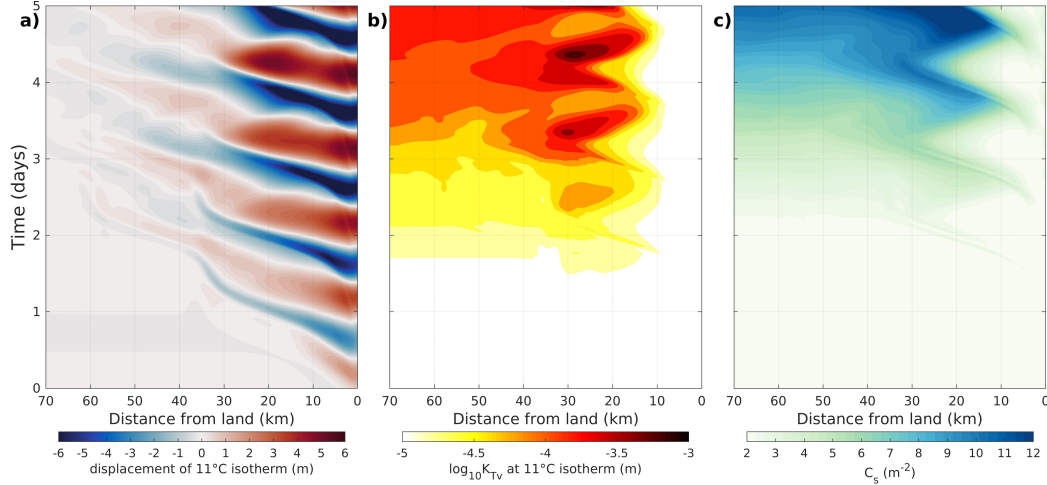 a)
b)
c)
Time (days)
5
4
3
2
1
0
70 60 50 40 30 20 10 0
70 60 50 40 30 20 10 0
70 60 50 40 30 20 10 0
Distance from land (km)
Distance from land (km)
Distance from land (km)
-6 -5 -4 -3 -2 -1 0 1 2 3 4 5 6
displacement of 11°C isotherm (m)
-5 -4.5 -4 -3.5 -3
log10KTv at 11°C isotherm (m)
2 3 4 5 6 7 8 9 10 11 12
Cs (m-2)